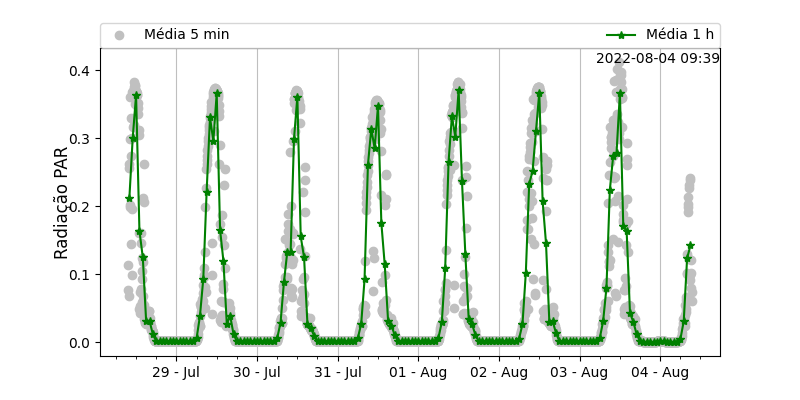 Média 5 min
Média 1 h
2022-08-04 09:39
Radiação PAR
0.4
0.3
0.2
0.1
0.0
29 - Jul
30 - Jul
31 - Jul
01 - Aug
02 - Aug
03 - Aug
04 - Aug